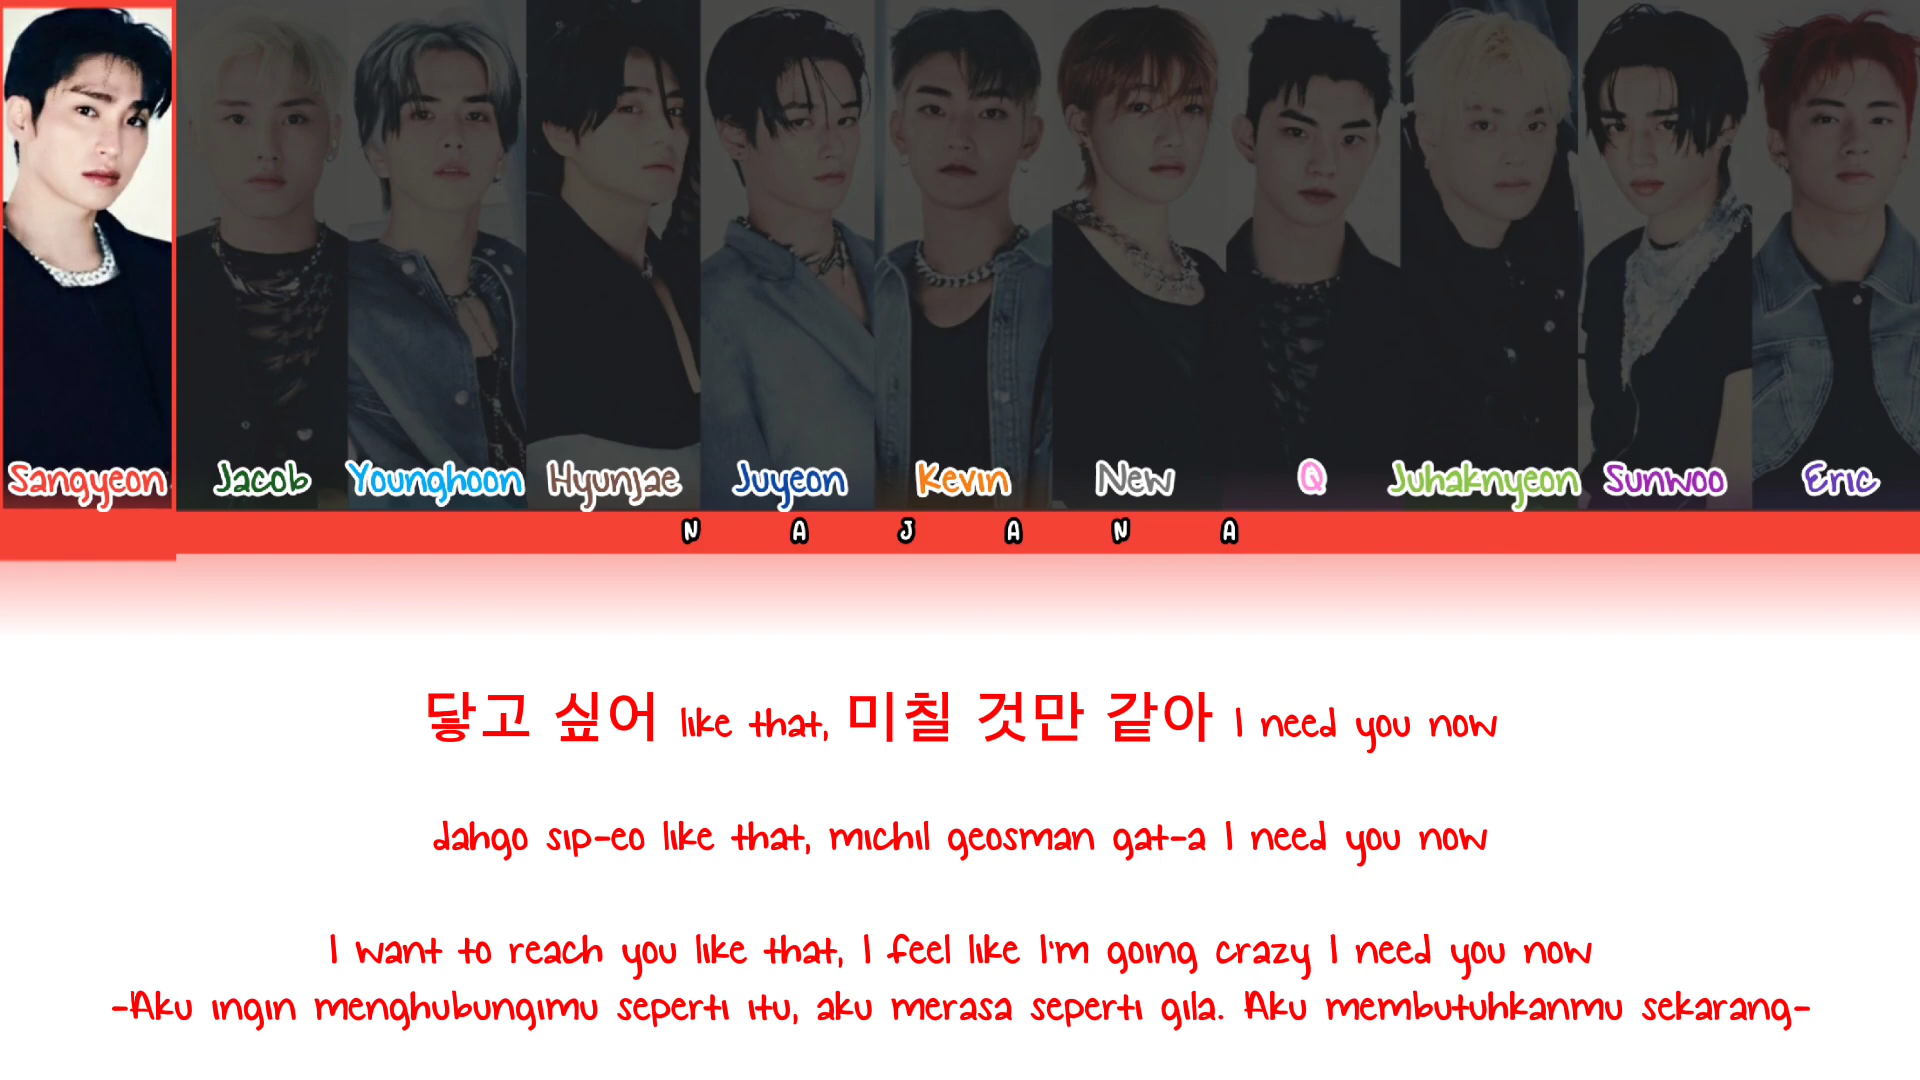 Sangyeon Jacob Younghoon Hyunjae Juyeon Kevin New Q Juhaknyeon Sunwoo Eric
N A J A N A
닿고 싶어 like that, 미칠 것만 같아 I need you now
dahgo sip-eo like that, michil geosman gat-a I need you now
I want to reach you like that, I feel like I'm going crazy I need you now
-Aku ingin menghubungimu seperti itu, aku merasa seperti gila. Aku membutuhkanmu sekarang-